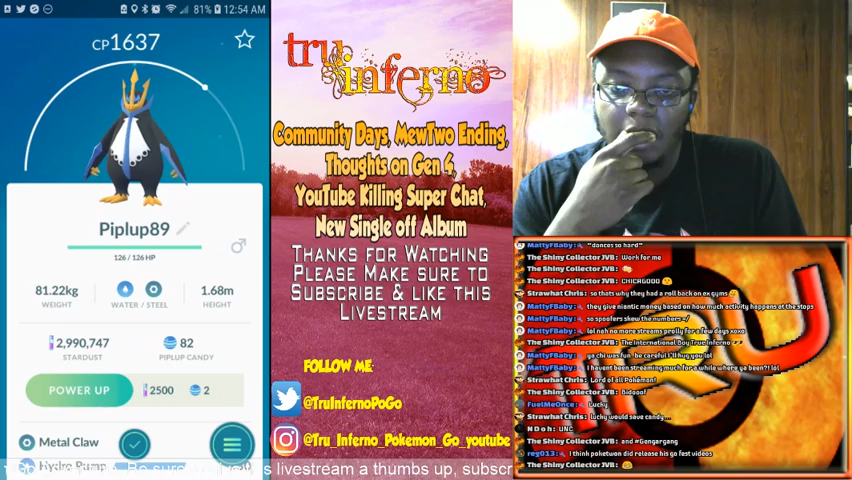 81% 12:54 AM
CP1637
Piplup89
126 / 126 HP
81.22kg
WEIGHT
WATER / STEEL
1.68m
HEIGHT
2,990,747
STARDUST
82
PIPLUP CANDY
POWER UP
2500
2
Metal Claw
Hydro Pump
tru
inferno
Community Days, MewTwo Ending,
Thoughts on Gen 4,
YouTube Killing Super Chat,
New Single off Album
THANKS FOR WATCHING
PLEASE MAKE SURE TO
SUBSCRIBE & LIKE THIS
LIVESTREAM
FOLLOW ME:
@TruInfernoPoGo
@Tru_Inferno_Pokemon_Go_youtube
MattyFBaby: "dances so hard"
The Shiny Collector JVB: Work for me
The Shiny Collector JVB:
The Shiny Collector JVB: CHICAGOOO
Strawhat Chris: so thats why they had a roll back on ex gyms
MattyFBaby: they give niantic money based on how much activity happens at the stops
MattyFBaby: so spoofers skew the numbers =/
MattyFBaby: lol nah no more streams prolly for a few days xoxo
The Shiny Collector JVB: The International Boy True Inferno
MattyFBaby: ya chi was fun.. be careful i'll hug you lol
MattyFBaby: I havent been streaming much for a while where ya been?! lol
Strawhat Chris: Lord of all Pokémon!
The Shiny Collector JVB: Bidooof
FuelMeOnce: Lucky
Strawhat Chris: lucky would save candy...
N D o h: UNC
The Shiny Collector JVB: and #Gengargang
rey013: I think poketwon did release his go fest videos
The Shiny Collector JVB:
Be sure
s livestream a thumbs up, subscr